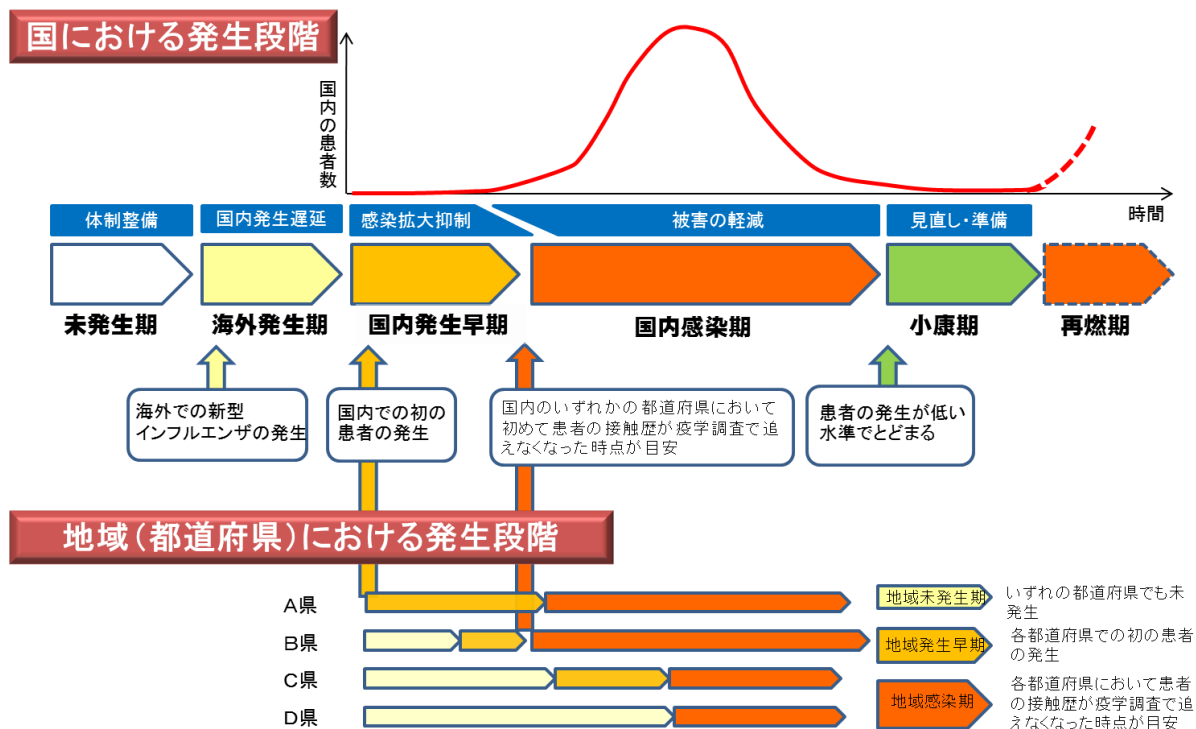 国における発生段階
国内の患者数
時間
体制整備
国内発生遅延
感染拡大抑制
被害の軽減
見直し・準備
未発生期
海外発生期
国内発生早期
国内感染期
小康期
再燃期
海外での新型
インフルエンザの発生
国内での初の
患者の発生
国内のいずれかの都道府県において
初めて患者の接触歴が疫学調査で追
えなくなった時点が目安
患者の発生が低い
水準でとどまる
地域(都道府県)における発生段階
A県
B県
C県
D県
地域未発生期
いずれの都道府県でも未
発生
地域発生早期
各都道府県での初の患者
の発生
地域感染期
各都道府県において患者
の接触歴が疫学調査で追
えなくなった時点が目安